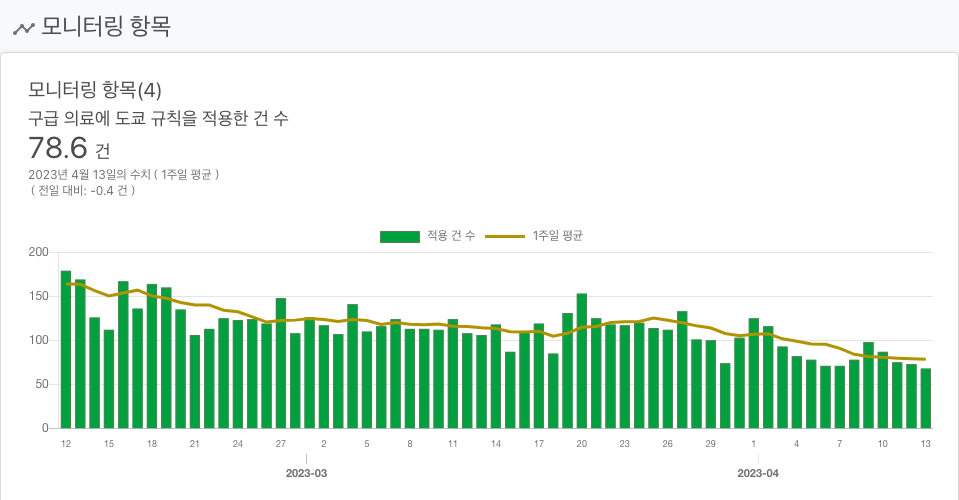 모니터링 항목
모니터링 항목(4)
구급 의료에 도쿄 규칙을 적용한 건 수
78.6 건
2023년 4월 13일의 수치 ( 1주일 평균 )
( 전일 대비: -0.4 건 )
적용 건 수 1주일 평균
200
150
100
50
0
12 15 18 21 24 27 2 5 8 11 14 17 20 23 26 29 1 4 7 10 13
2023-03 2023-04